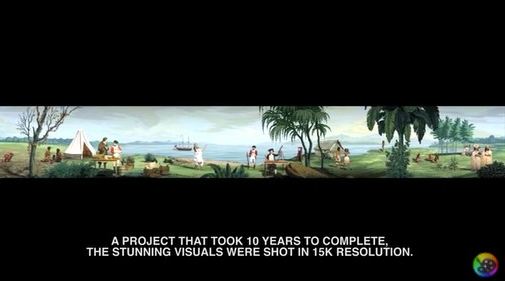 A PROJECT THAT TOOK 10 YEARS TO COMPLETE,
THE STUNNING VISUALS WERE SHOT IN 15K RESOLUTION.